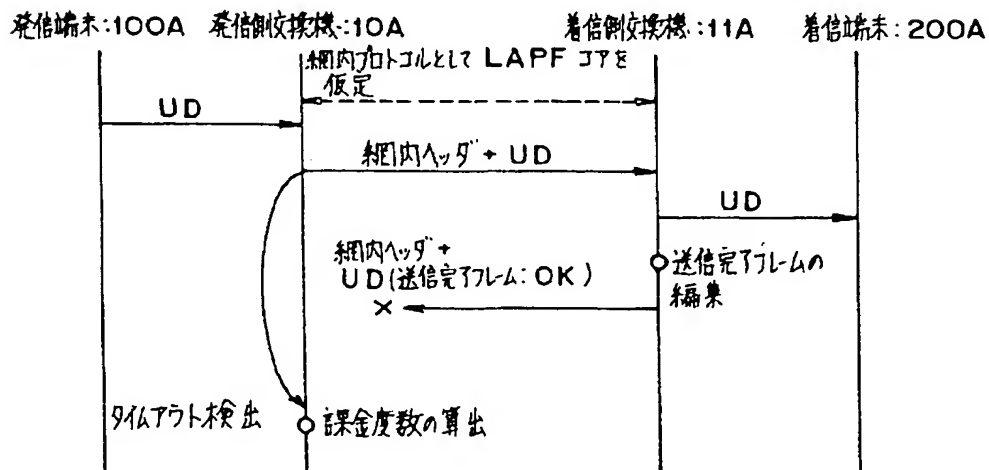 発信端末:100A 発信側交換機:10A 着信側交換機:11A 着信端末:200A
網内プロトコルとして LAPF コアを
仮定
UD
網内ヘッダ + UD
UD
網内ヘッダ +
UD(送信完了フレーム:OK)
送信完了フレームの
編集
タイムアウト検出
課金度数の算出